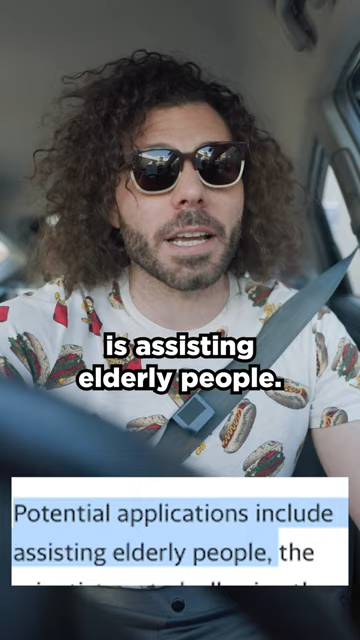 is assisting
elderly people.
Potential applications include
assisting elderly people, the